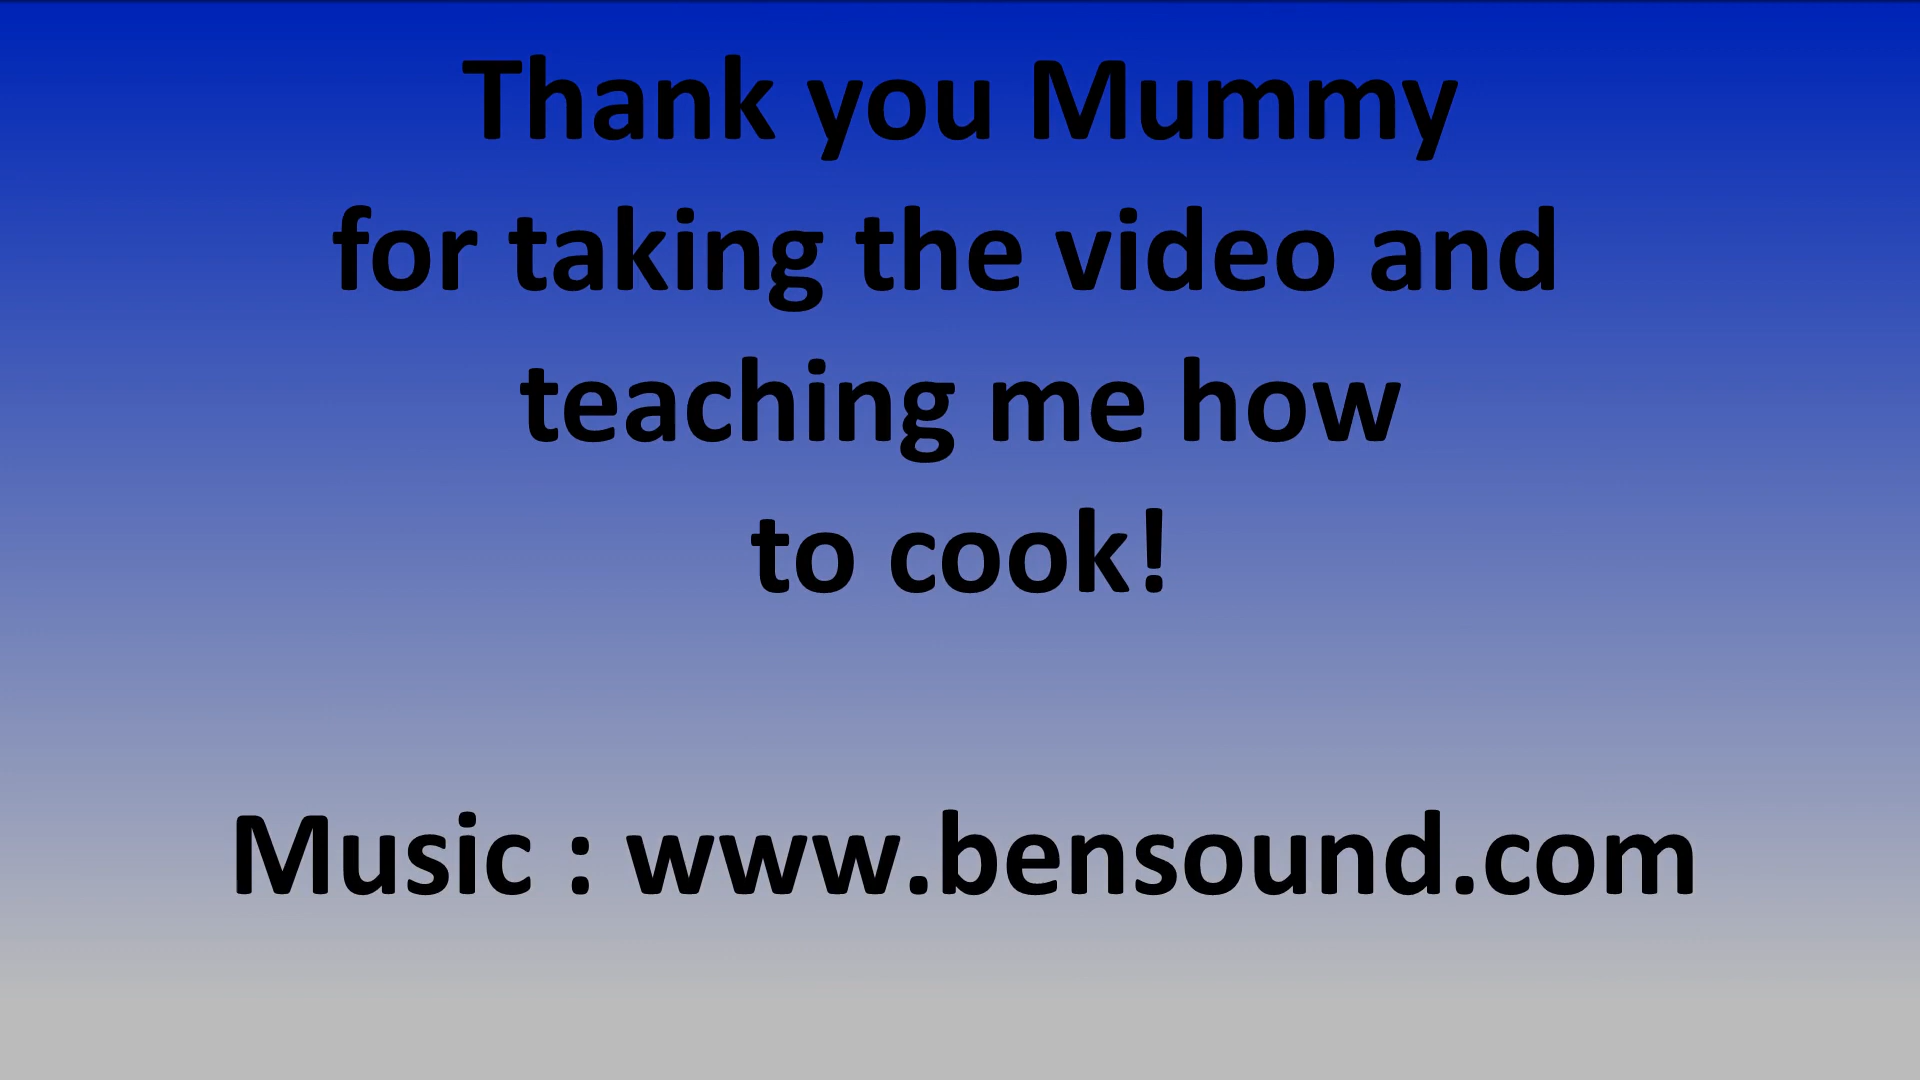 Thank you Mummy
for taking the video and
teaching me how
to cook!
Music : www.bensound.com